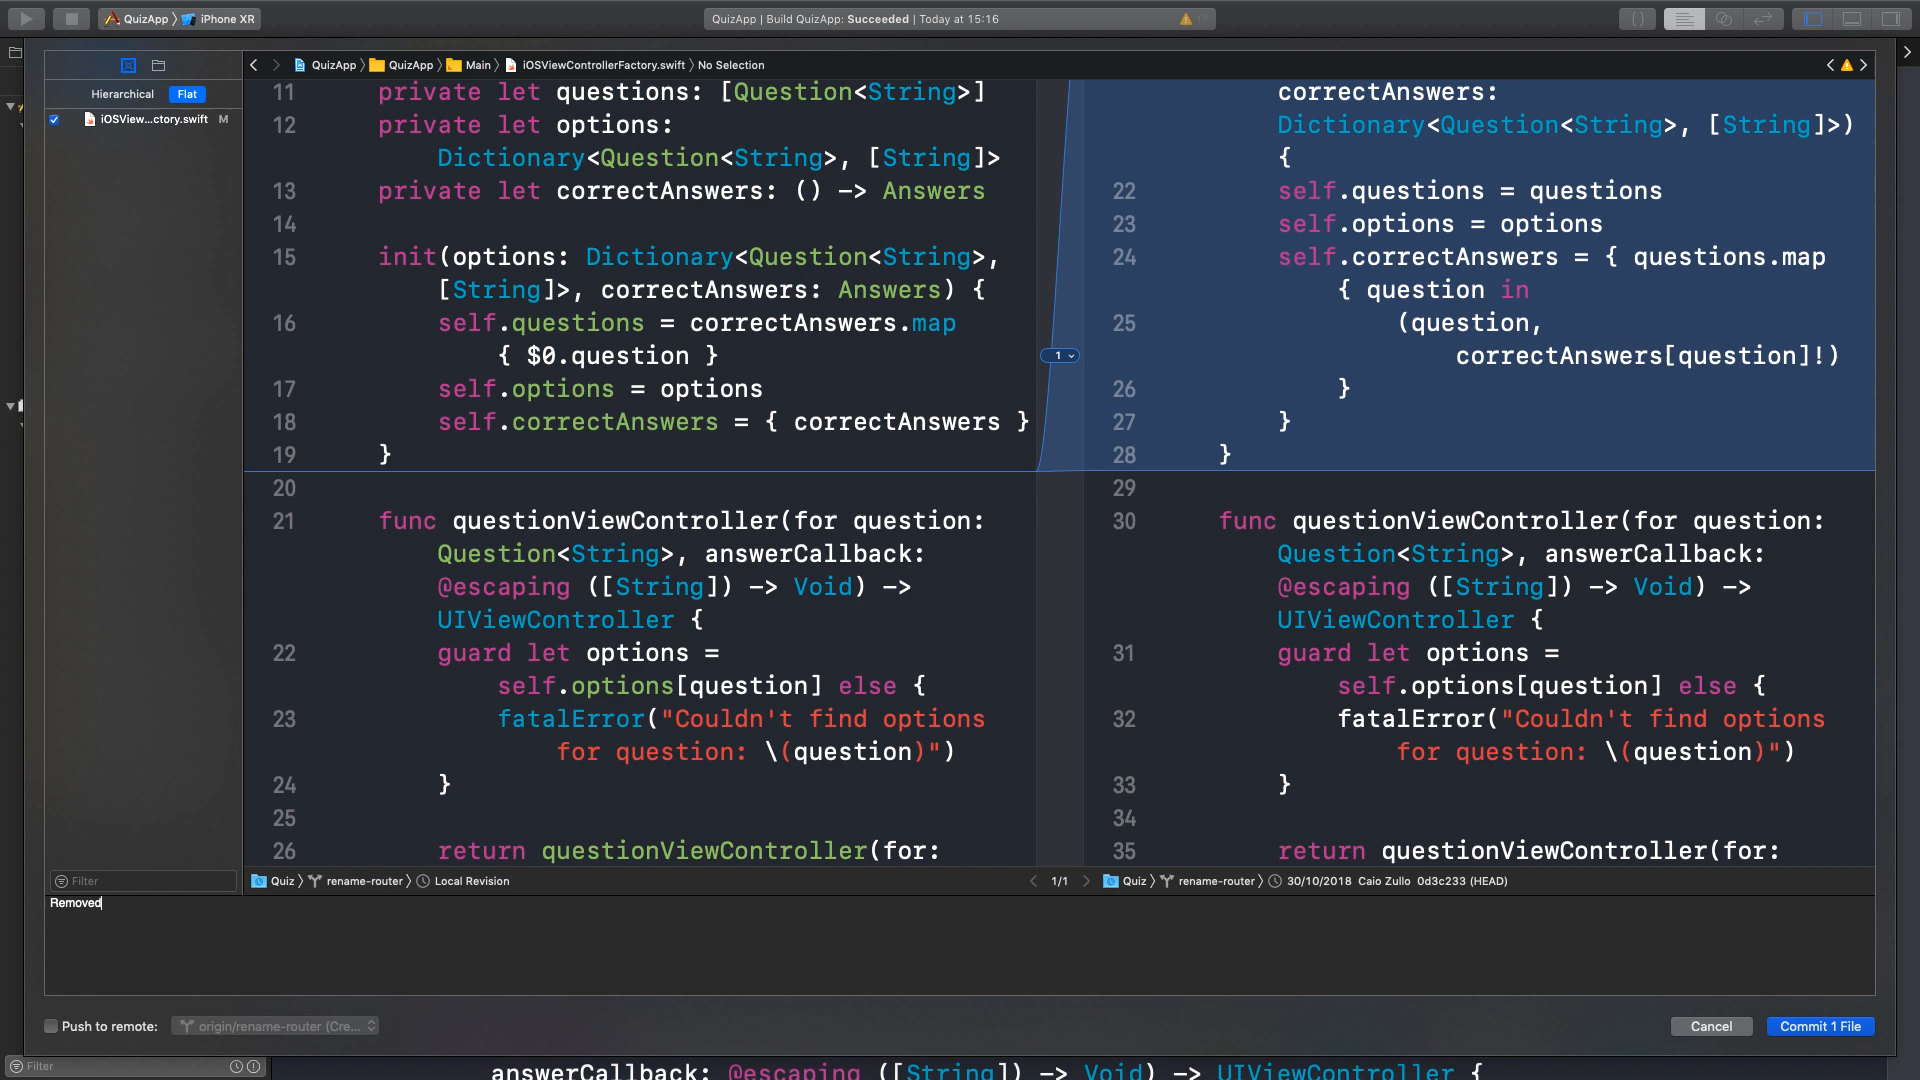 QuizApp › iPhone XR
QuizApp | Build QuizApp: Succeeded | Today at 15:16
QuizApp › QuizApp › Main › iOSViewControllerFactory.swift › No Selection
Hierarchical Flat
iOSView...ctory.swift M
11 private let questions: [Question<String>]
12 private let options:
Dictionary<Question<String>, [String]>
13 private let correctAnswers: () -> Answers
14
15 init(options: Dictionary<Question<String>,
[String]>, correctAnswers: Answers) {
16 self.questions = correctAnswers.map
{ $0.question }
17 self.options = options
18 self.correctAnswers = { correctAnswers }
19 }
20
21 func questionViewController(for question:
Question<String>, answerCallback:
@escaping ([String]) -> Void) ->
UIViewController {
22 guard let options =
self.options[question] else {
23 fatalError("Couldn't find options
for question: \(question)")
24 }
25
26 return questionViewController(for:
1
correctAnswers:
Dictionary<Question<String>, [String]>)
{
22 self.questions = questions
23 self.options = options
24 self.correctAnswers = { questions.map
{ question in
25 (question,
correctAnswers[question]!)
26 }
27 }
28 }
29
30 func questionViewController(for question:
Question<String>, answerCallback:
@escaping ([String]) -> Void) ->
UIViewController {
31 guard let options =
self.options[question] else {
32 fatalError("Couldn't find options
for question: \(question)")
33 }
34
35 return questionViewController(for:
Filter
Quiz › rename-router › Local Revision
1/1
Quiz › rename-router › 30/10/2018 Caio Zullo 0d3c233 (HEAD)
Removed
Push to remote: origin/rename-router (Cre...
Cancel Commit 1 File
Filter
answerCallback: @escaping ([String]) -> Void) -> UIViewController {